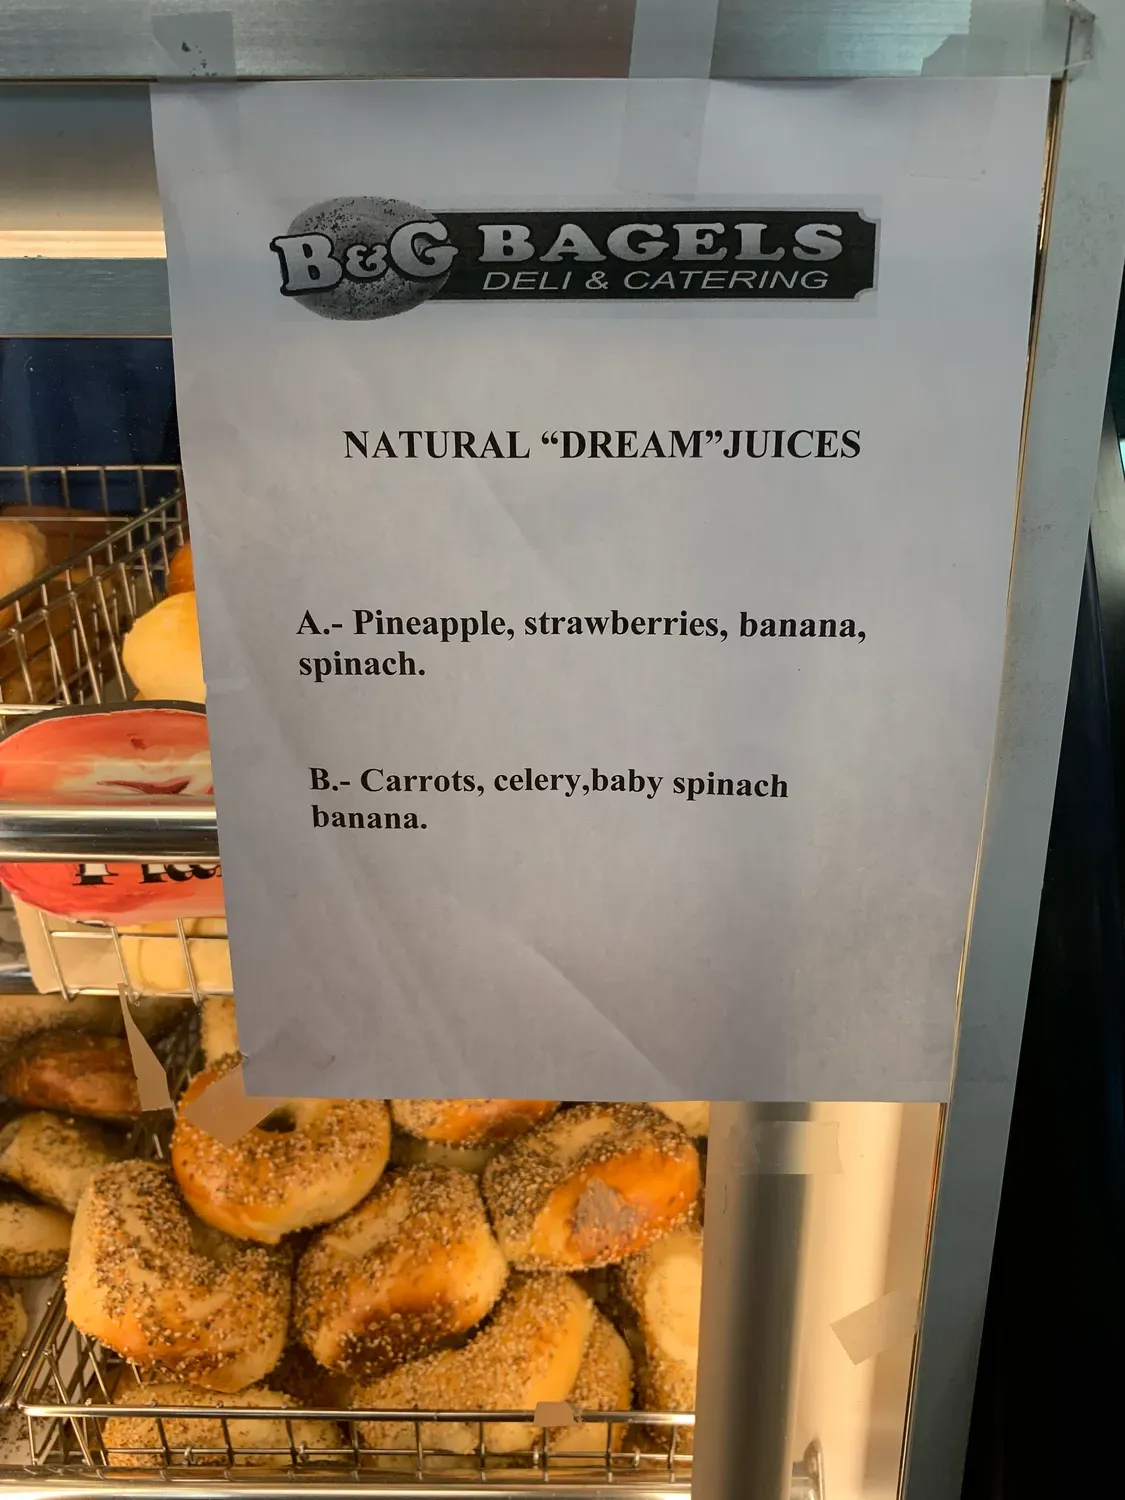 B&G BAGELS
DELI & CATERING
NATURAL “DREAM”JUICES
A.- Pineapple, strawberries, banana,
spinach.
B.- Carrots, celery,baby spinach
banana.